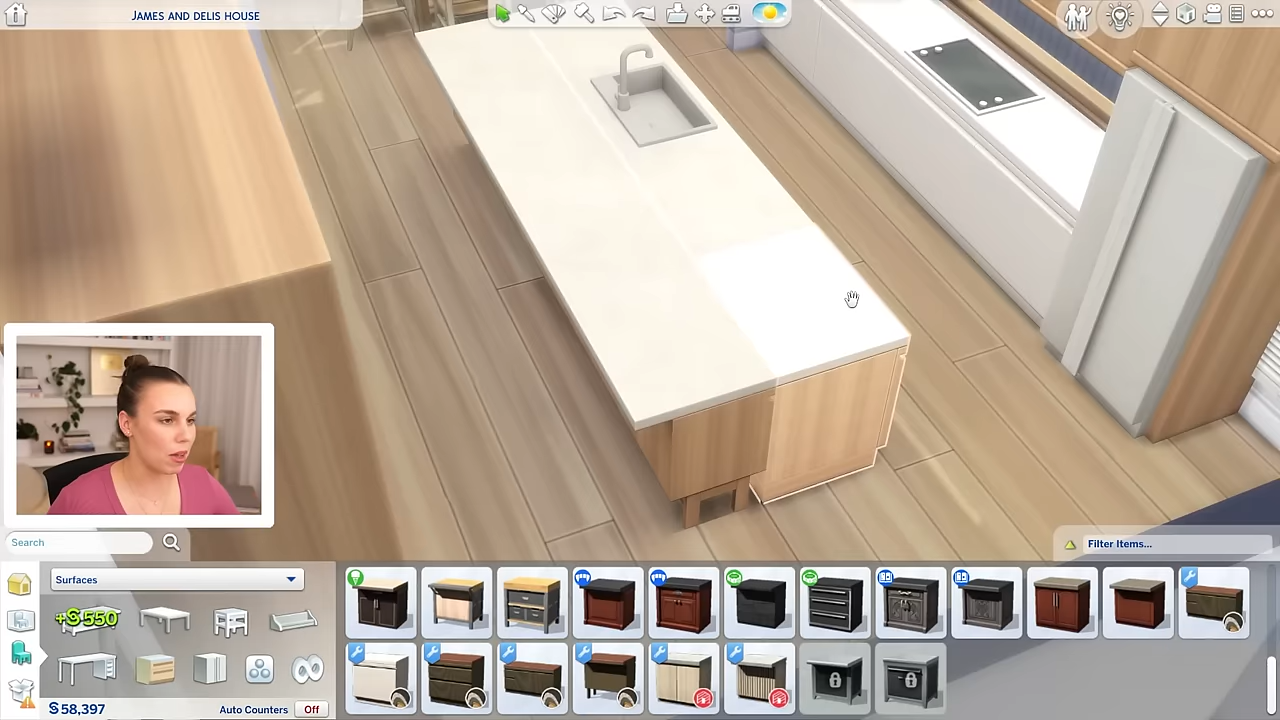 JAMES AND DELIS HOUSE
Search
Filter Items...
Surfaces
+§550
§58,397
Auto Counters
Off